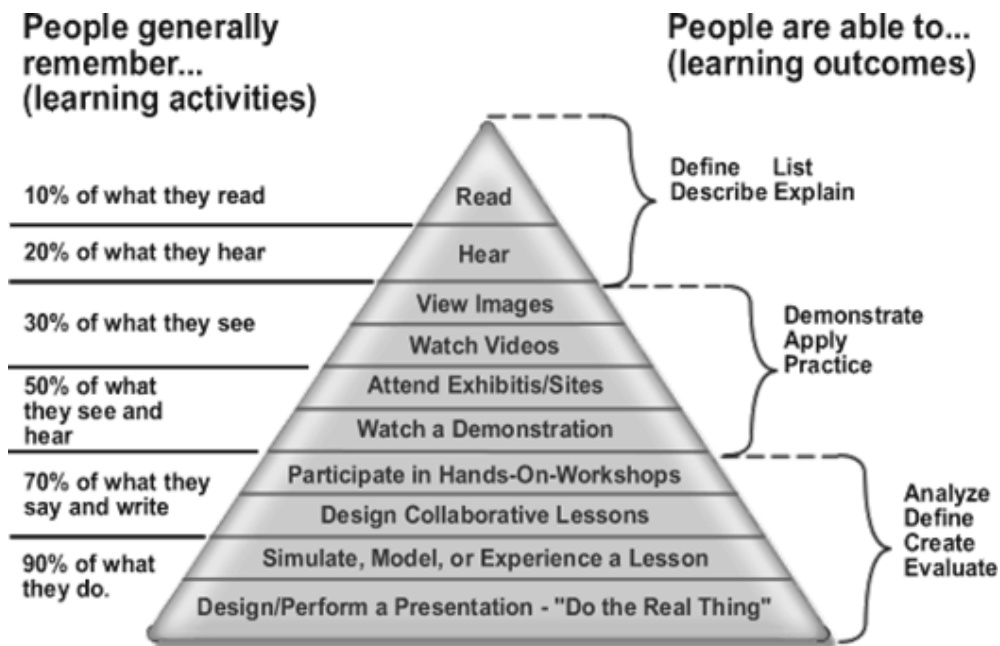 People generally
remember...
(learning activities)
People are able to...
(learning outcomes)
10% of what they read
20% of what they hear
30% of what they see
50% of what
they see and
hear
70% of what they
say and write
90% of what
they do.
Read
Hear
View Images
Watch Videos
Attend Exhibitis/Sites
Watch a Demonstration
Participate in Hands-On-Workshops
Design Collaborative Lessons
Simulate, Model, or Experience a Lesson
Design/Perform a Presentation - "Do the Real Thing"
Define List
Describe Explain
Demonstrate
Apply
Practice
Analyze
Define
Create
Evaluate